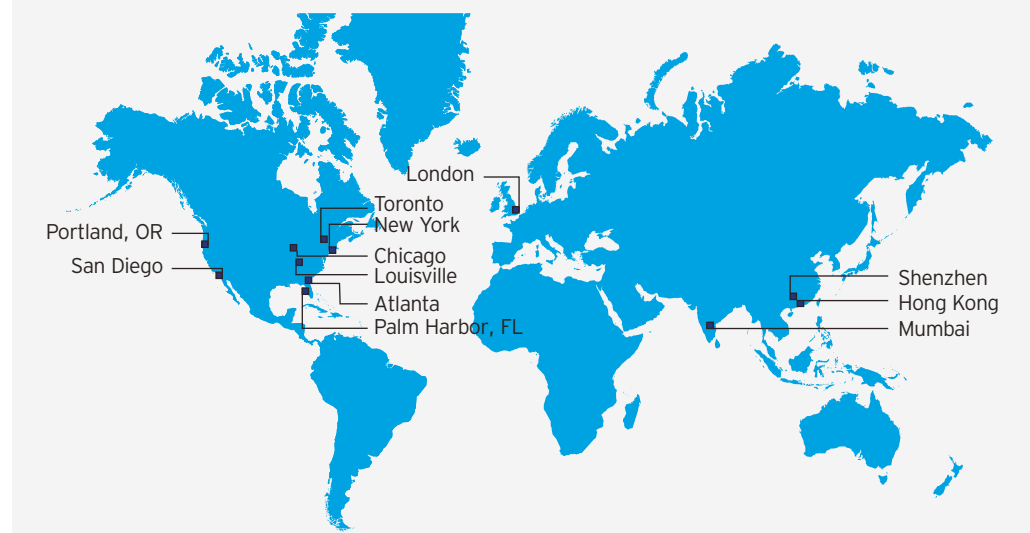 London
Toronto
New York
Portland, OR
Chicago
San Diego
Louisville
Atlanta
Palm Harbor, FL
Shenzhen
Hong Kong
Mumbai